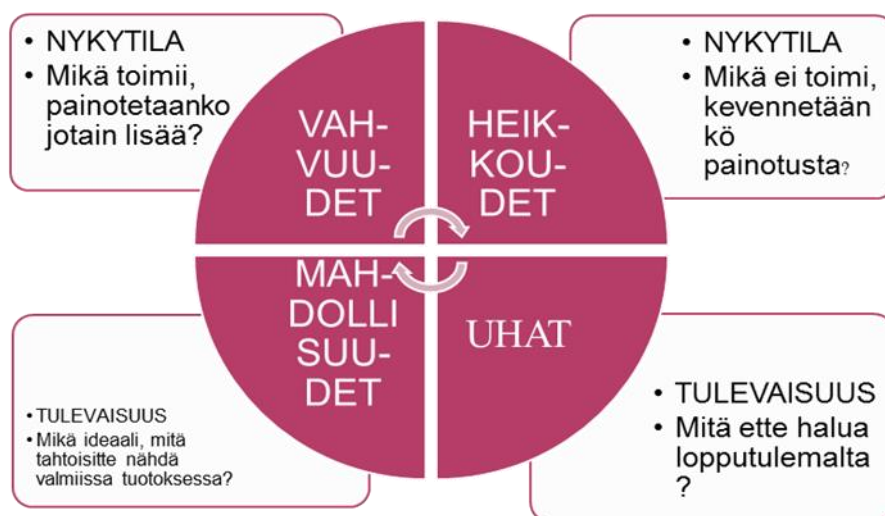 • NYKYTILA
• Mikä toimii,
painotetaanko
jotain lisää?
VAH-
VUU-
DET
HEIK-
KOU-
DET
• NYKYTILA
• Mikä ei toimi,
kevennetään
kö
painotusta?
MAH-
DOLLI
SUU-
DET
UHAT
•TULEVAISUUS
•Mikä ideaali, mitä
tahtoisitte nähdä
valmiissa tuotoksessa?
• TULEVAISUUS
• Mitä ette halua
lopputulemalta
?